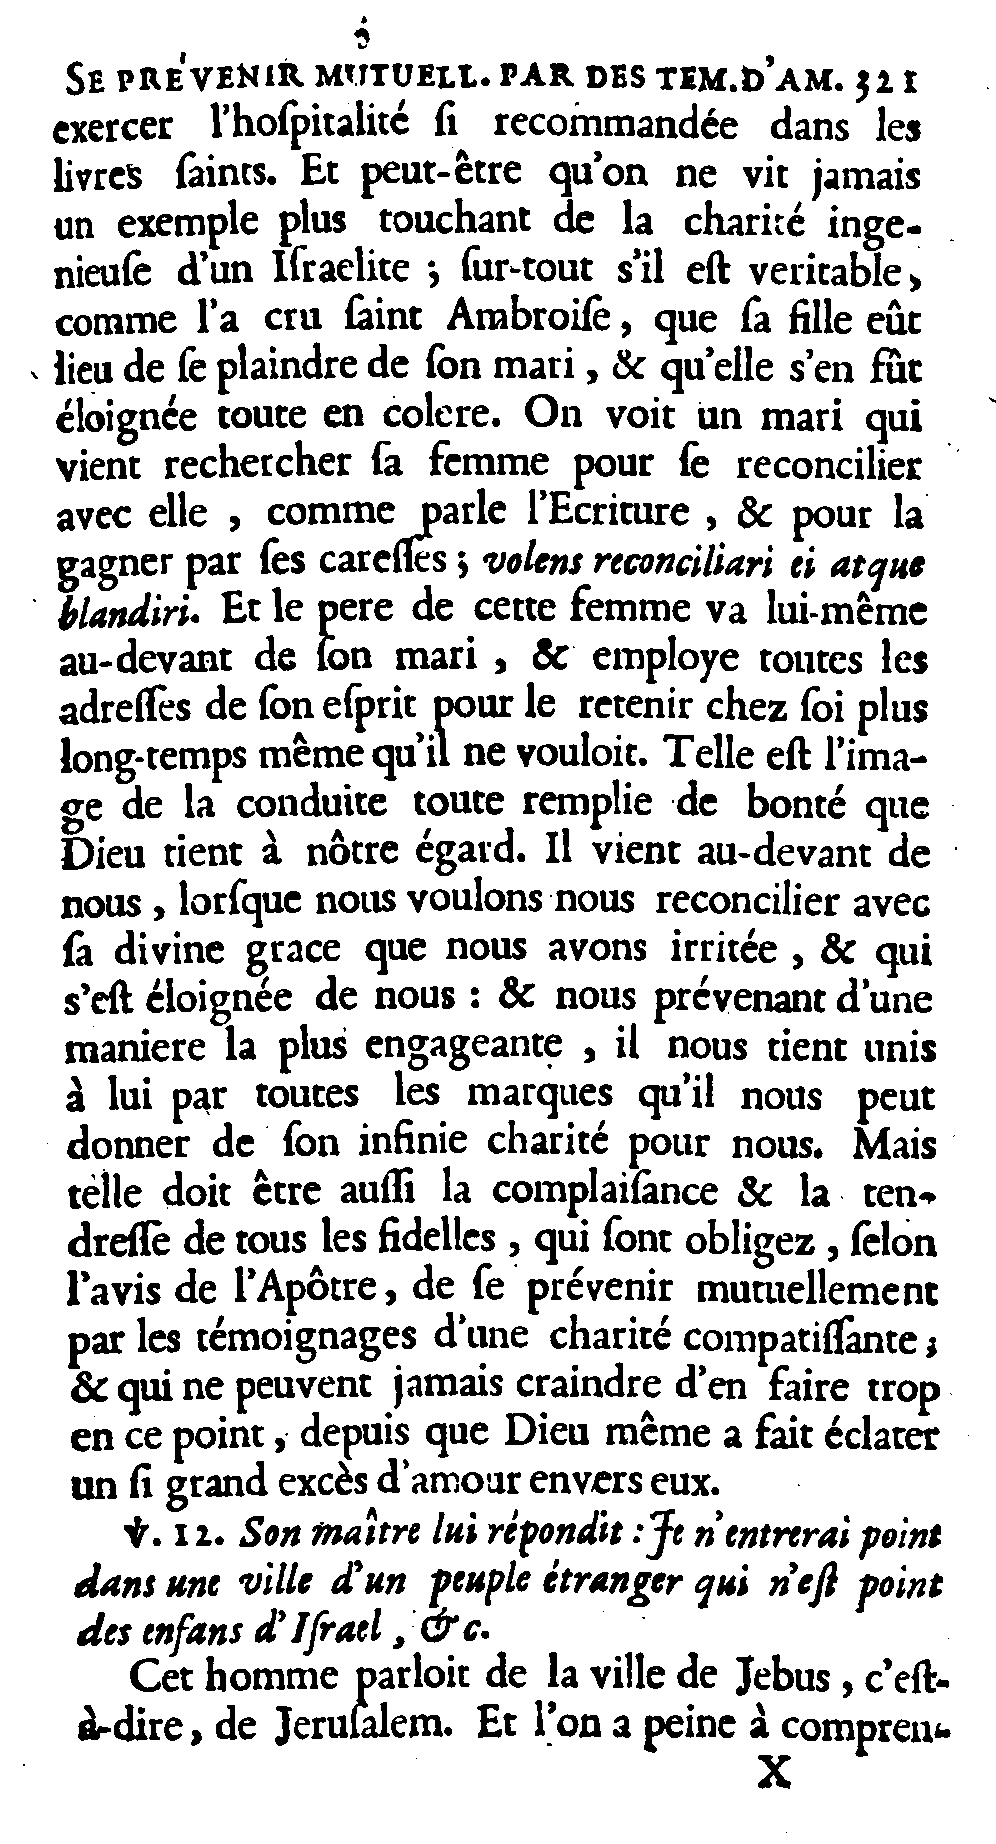 SE PRÉVENIR MUTUELL. PAR DES TEM. D'AM. 321
exercer l'hoſpitalité ſi recommandée dans les
livres ſaints. Et peut-être qu'on ne vit jamais
un exemple plus touchant de la charité inge-
nieuſe d'un Iſraelite ; ſur-tout s'il eſt veritable,
comme l'a cru ſaint Ambroiſe, que ſa fille eût
lieu de ſe plaindre de ſon mari, & qu'elle s'en fût
éloignée toute en colere. On voit un mari qui
vient rechercher ſa femme pour ſe reconcilier
avec elle, comme parle l'Ecriture, & pour la
gagner par ſes careſſes ; volens reconciliari ei atque
blandiri. Et le pere de cette femme va lui-même
au-devant de ſon mari, & employe toutes les
adreſſes de ſon eſprit pour le retenir chez ſoi plus
long-temps même qu'il ne vouloit. Telle eſt l'ima-
ge de la conduite toute remplie de bonté que
Dieu tient à nôtre égard. Il vient au-devant de
nous, lorſque nous voulons nous reconcilier avec
ſa divine grace que nous avons irritée, & qui
s'eſt éloignée de nous : & nous prévenant d'une
maniere la plus engageante, il nous tient unis
à lui par toutes les marques qu'il nous peut
donner de ſon infinie charité pour nous. Mais
telle doit être auſſi la complaiſance & la ten-
dreſſe de tous les fidelles, qui ſont obligez, ſelon
l'avis de l'Apôtre, de ſe prévenir mutuellement
par les témoignages d'une charité compatiſſante ;
& qui ne peuvent jamais craindre d'en faire trop
en ce point, depuis que Dieu même a fait éclater
un ſi grand excès d'amour envers eux.
℣. 12. Son maître lui répondit : Je n'entrerai point
dans une ville d'un peuple étranger qui n'eſt point
des enfans d'Iſrael, &c.
Cet homme parloit de la ville de Jebus, c'eſt-
à-dire, de Jeruſalem. Et l'on a peine à compren-
X